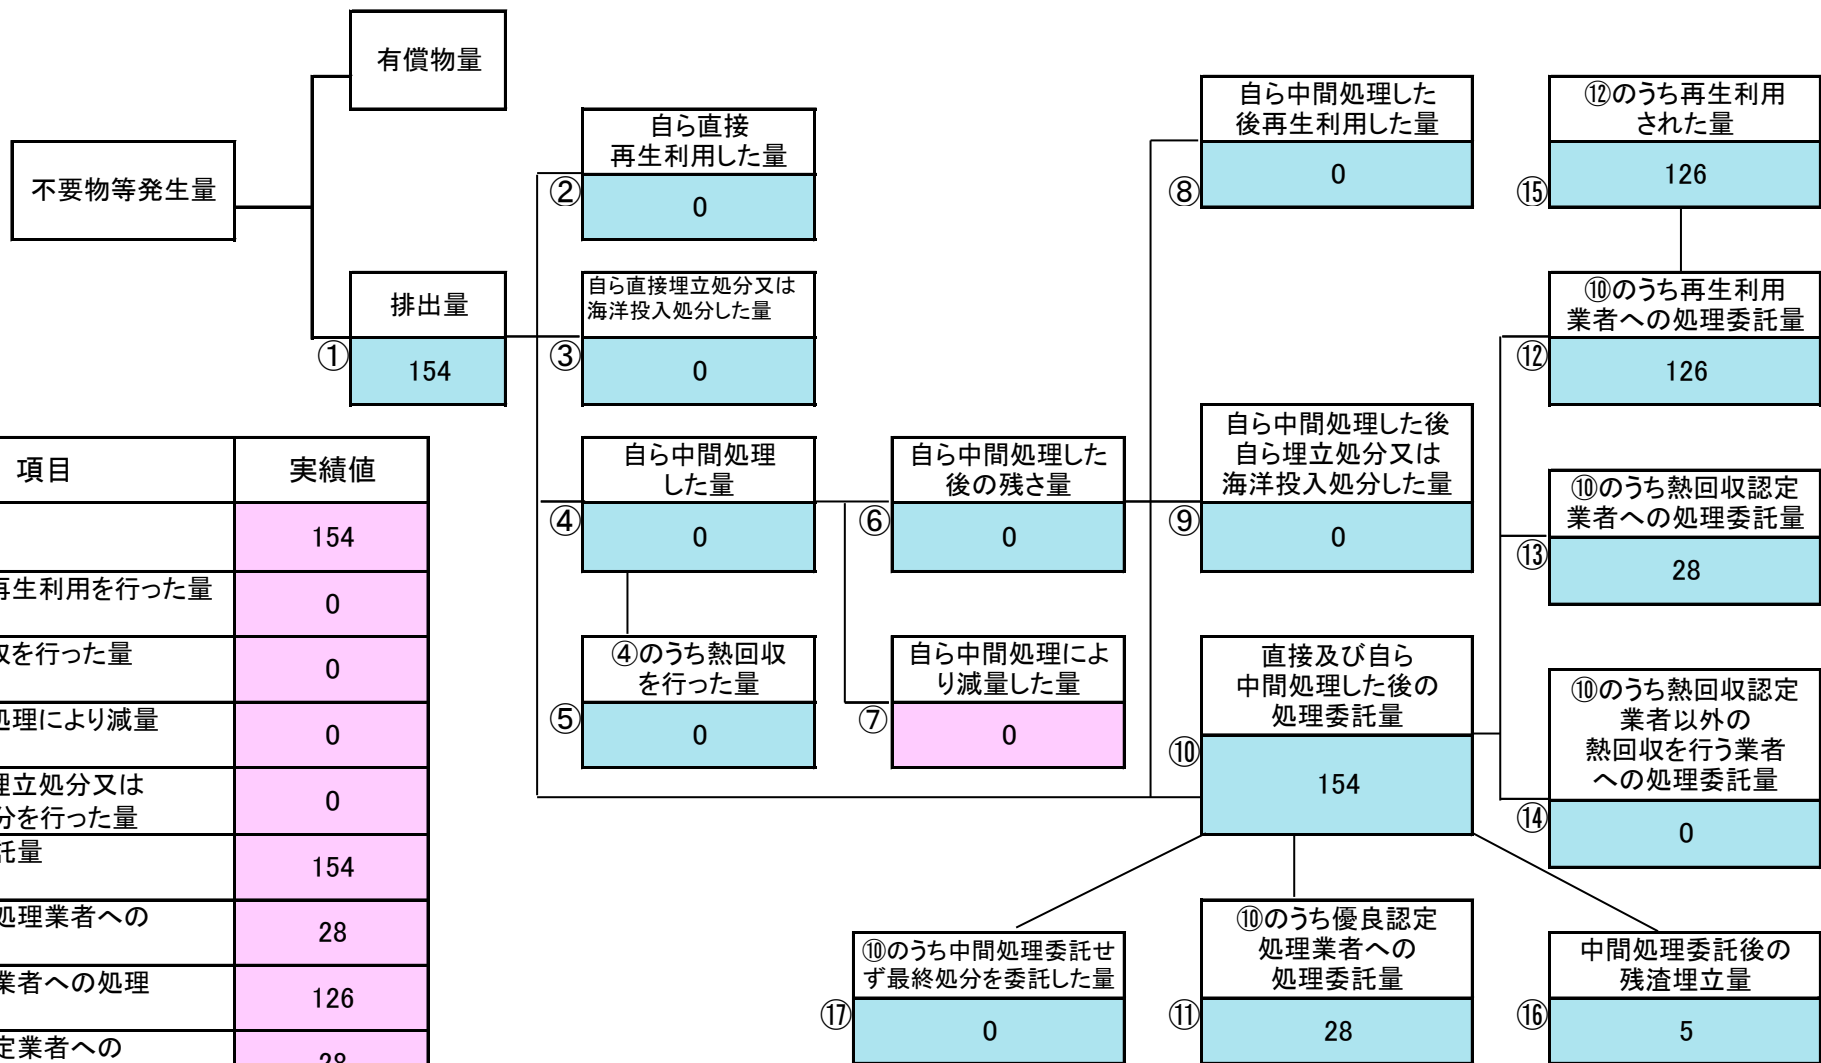 有償物量
不要物等発生量
排出量
①
154
自ら直接
再生利用した量
②
0
自ら直接埋立処分又は
海洋投入処分した量
③
0
自ら中間処理
した量
④
0
④のうち熱回収
を行った量
⑤
0
自ら中間処理した
後の残さ量
⑥
0
自ら中間処理によ
り減量した量
⑦
0
自ら中間処理した
後再生利用した量
⑧
0
自ら中間処理した後
自ら埋立処分又は
海洋投入処分した量
⑨
0
直接及び自ら
中間処理した後の
処理委託量
⑩
154
⑫のうち再生利用
された量
⑮
126
⑩のうち再生利用
業者への処理委託量
⑫
126
⑩のうち熱回収認定
業者への処理委託量
⑬
28
⑩のうち熱回収認定
業者以外の
熱回収を行う業者
への処理委託量
⑭
0
⑩のうち中間処理委託せ
ず最終処分を委託した量
⑰
0
⑩のうち優良認定
処理業者への
処理委託量
⑪
28
中間処理委託後の
残渣埋立量
⑯
5
項目 実績値
154
再生利用を行った量
0
を行った量
0
処理により減量
0
埋立処分又は
分を行った量
0
託量
154
処理業者への
28
業者への処理
126
定業者への
28